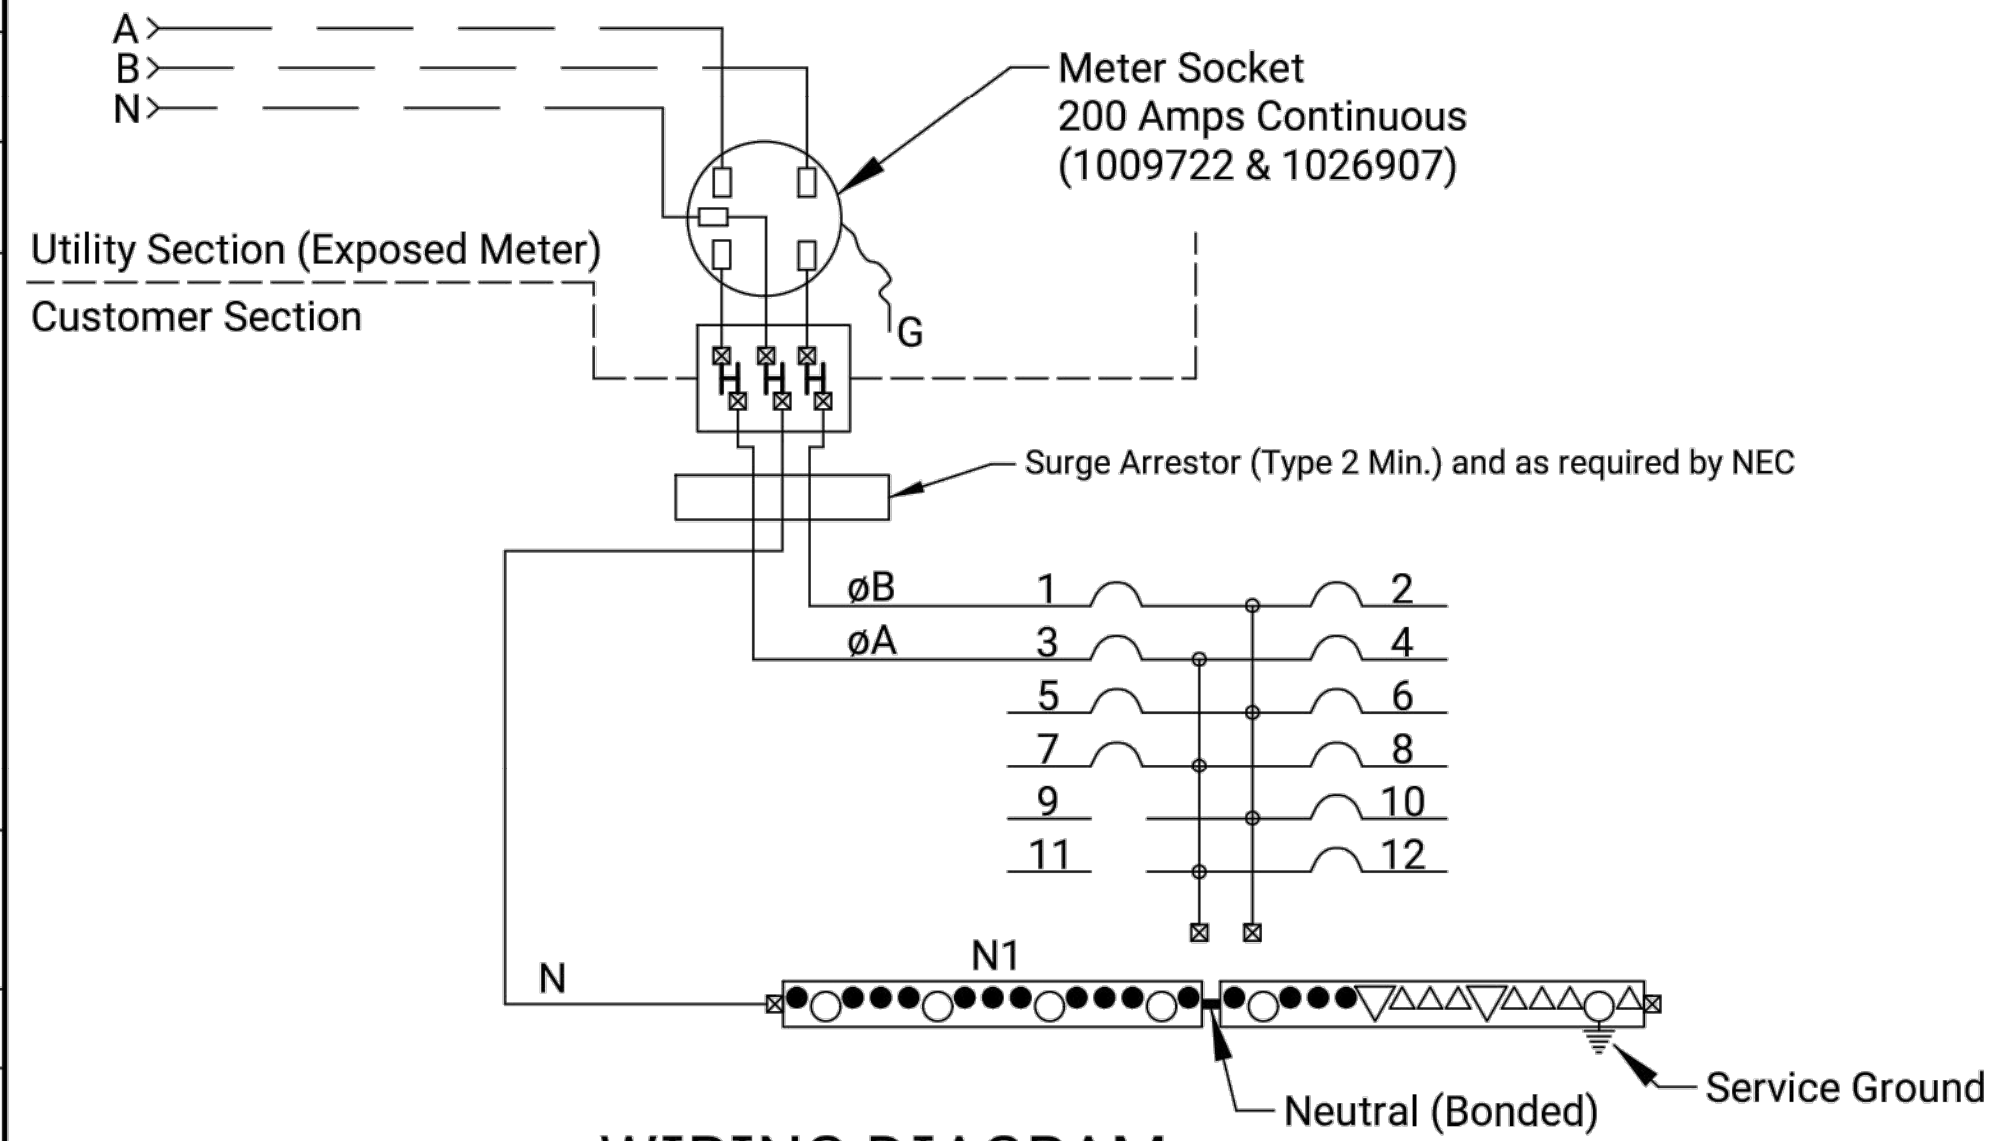 A
B
N
Meter Socket
200 Amps Continuous
(1009722 & 1026907)
Utility Section (Exposed Meter)
Customer Section
G
Surge Arrestor (Type 2 Min.) and as required by NEC
øB 1 2
øA 3 4
5 6
7 8
9 10
11 12
N1
N
Service Ground
Neutral (Bonded)
WIRING DIAGRAM